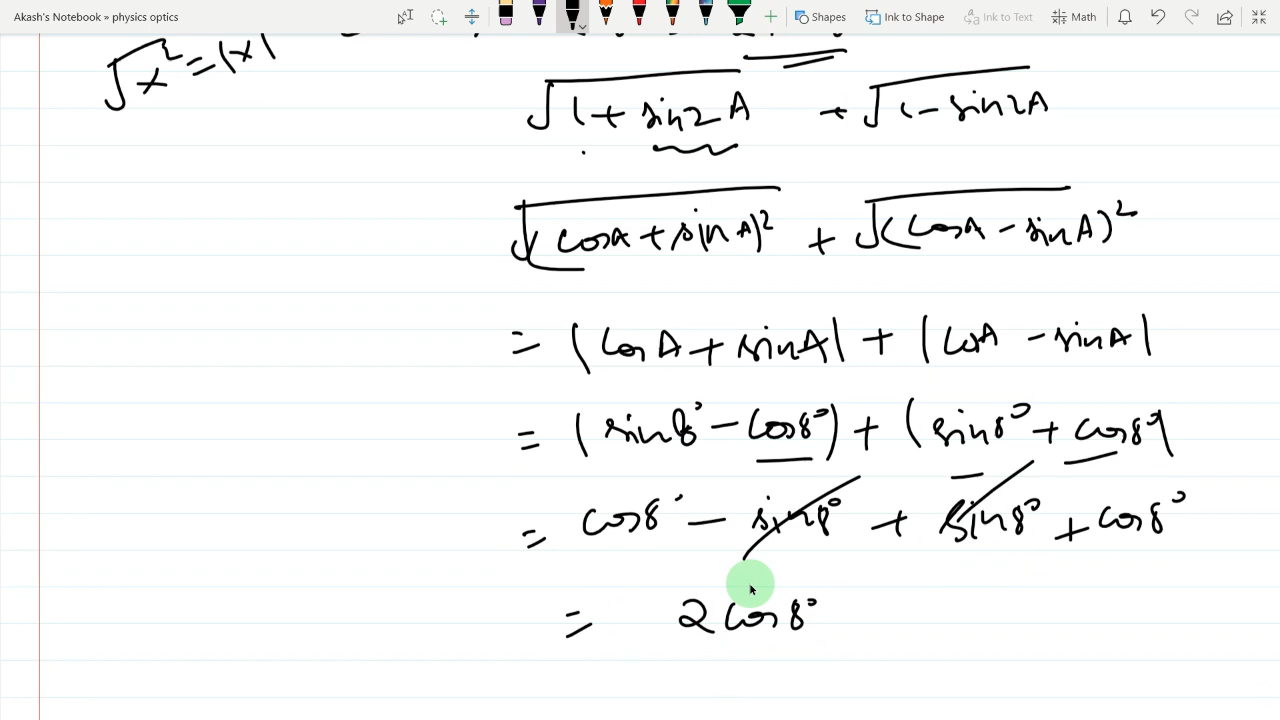 Akash's Notebook » physics optics
Shapes Ink to Shape Ink to Text Math
√x² = |x|
√1 + sin2A + √1 - sin2A
√(cosA + sinA)² + √(cosA - sinA)²
= |cosA + sinA| + |cosA - sinA|
= |sin8° - cos8°| + |sin8° + cos8°|
= cos8° - sin8° + sin8° + cos8°
= 2cos8°